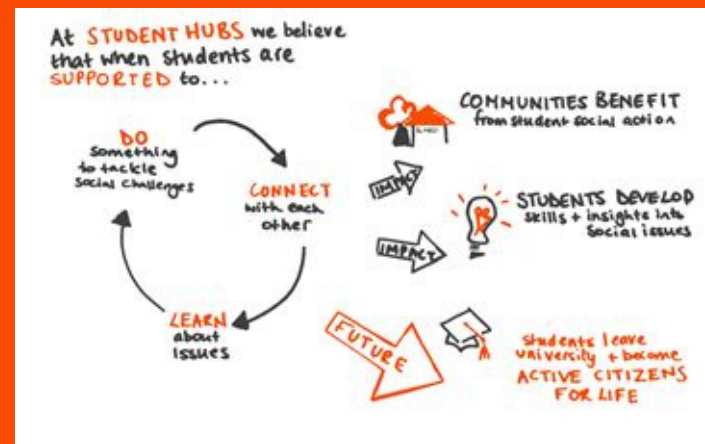 At STUDENT HUBS we believe
that when students are
SUPPORTED to...
DO
something
to tackle
social challenges
CONNECT
with each
other
LEARN
about
issues
IMPACT
COMMUNITIES BENEFIT
from student social action
IMPACT
STUDENTS DEVELOP
skills + insights into
social issues
FUTURE
students leave
university + become
ACTIVE CITIZENS
FOR LIFE